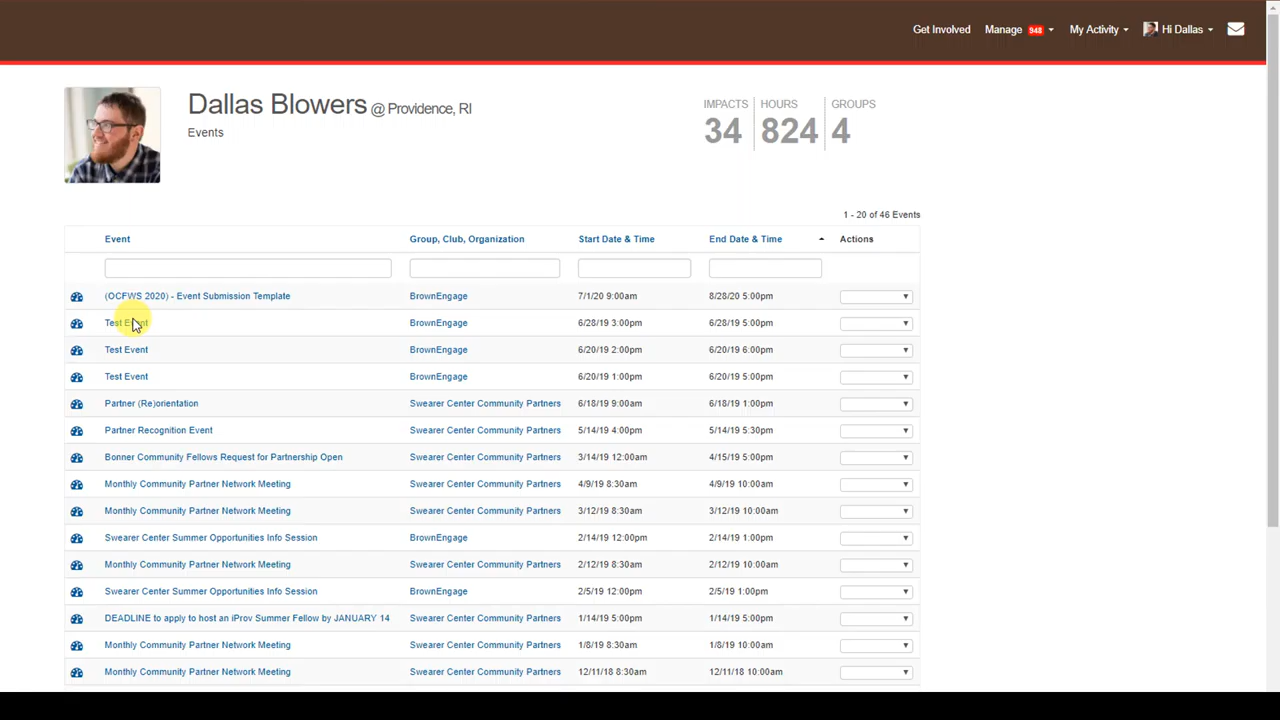 Get Involved Manage 948 My Activity Hi Dallas
Dallas Blowers @ Providence, RI
Events
IMPACTS HOURS GROUPS
34 824 4
1 - 20 of 46 Events
Event Group, Club, Organization Start Date & Time End Date & Time Actions
(OCFWS 2020) - Event Submission Template BrownEngage 7/1/20 9:00am 8/28/20 5:00pm
Test Event BrownEngage 6/28/19 3:00pm 6/28/19 5:00pm
Test Event BrownEngage 6/20/19 2:00pm 6/20/19 6:00pm
Test Event BrownEngage 6/20/19 1:00pm 6/20/19 5:00pm
Partner (Re)orientation Swearer Center Community Partners 6/18/19 9:00am 6/18/19 1:00pm
Partner Recognition Event Swearer Center Community Partners 5/14/19 4:00pm 5/14/19 5:30pm
Bonner Community Fellows Request for Partnership Open Swearer Center Community Partners 3/14/19 12:00am 4/15/19 5:00pm
Monthly Community Partner Network Meeting Swearer Center Community Partners 4/9/19 8:30am 4/9/19 10:00am
Monthly Community Partner Network Meeting Swearer Center Community Partners 3/12/19 8:30am 3/12/19 10:00am
Swearer Center Summer Opportunities Info Session BrownEngage 2/14/19 12:00pm 2/14/19 1:00pm
Monthly Community Partner Network Meeting Swearer Center Community Partners 2/12/19 8:30am 2/12/19 10:00am
Swearer Center Summer Opportunities Info Session BrownEngage 2/5/19 12:00pm 2/5/19 1:00pm
DEADLINE to apply to host an iProv Summer Fellow by JANUARY 14 Swearer Center Community Partners 1/14/19 5:00pm 1/14/19 5:00pm
Monthly Community Partner Network Meeting Swearer Center Community Partners 1/8/19 8:30am 1/8/19 10:00am
Monthly Community Partner Network Meeting Swearer Center Community Partners 12/11/18 8:30am 12/11/18 10:00am